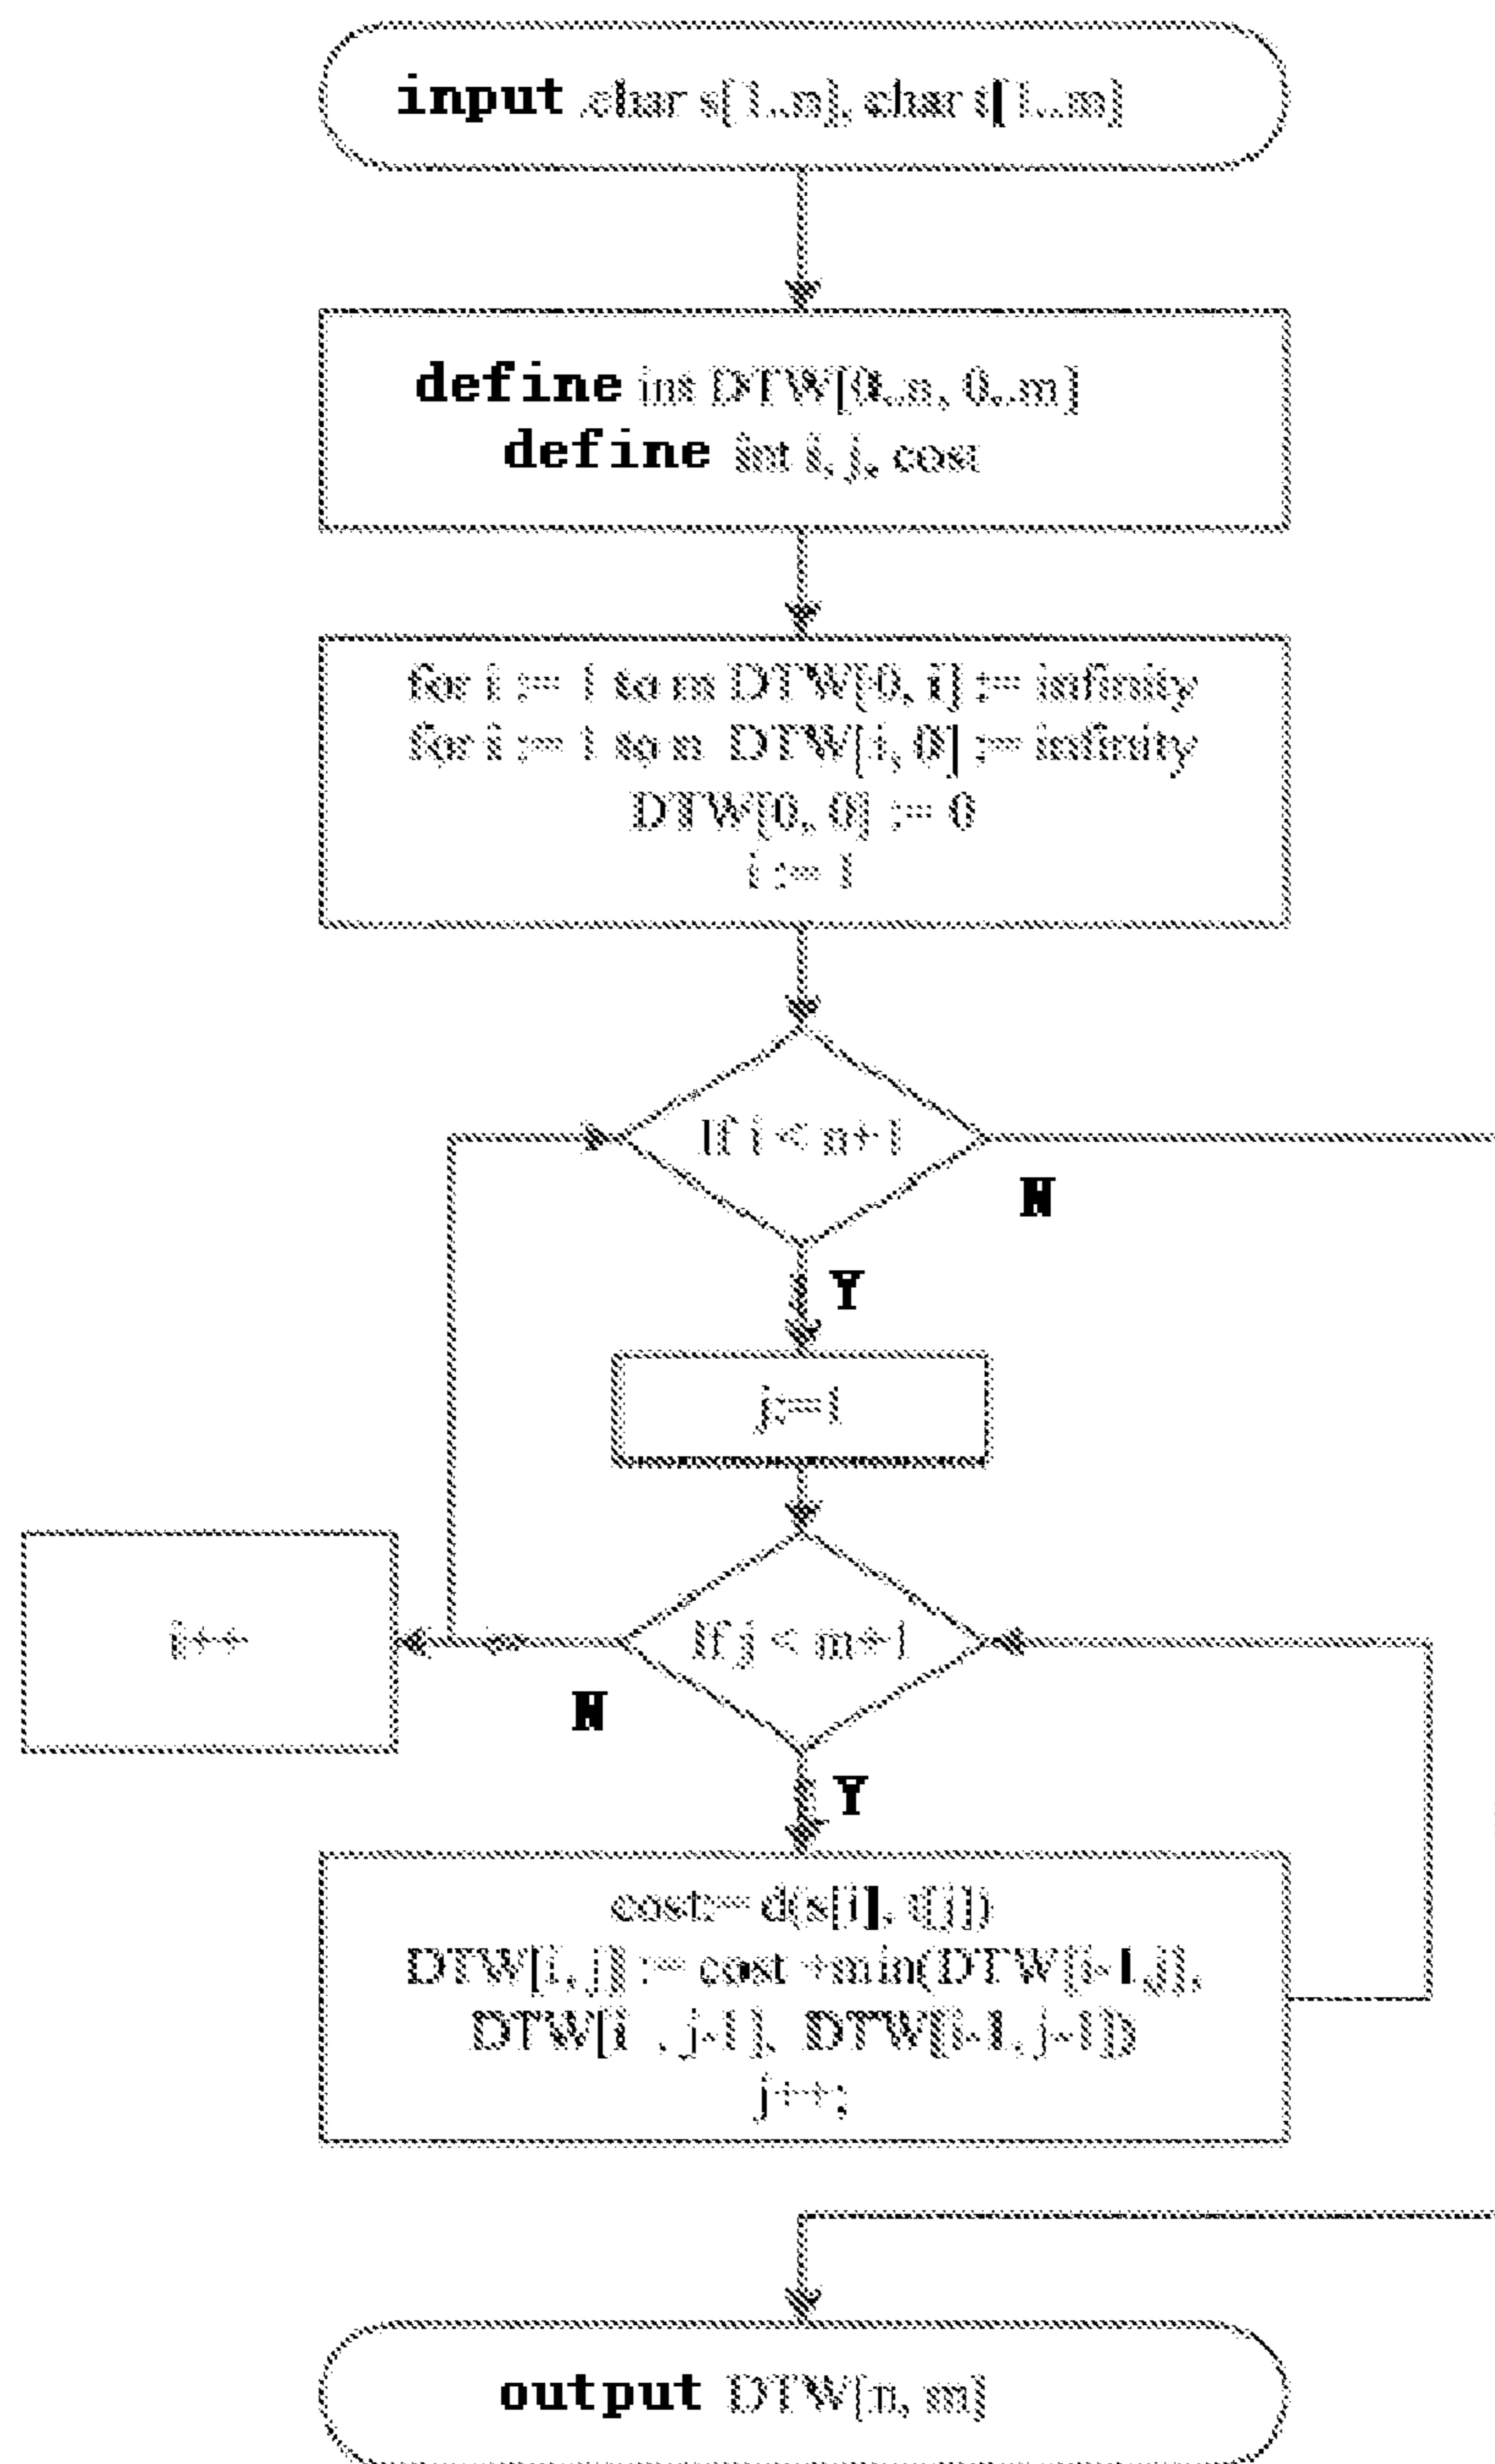 input char s[1..n], char t[1..m]
define int DTW[0..n, 0..m]
define int i, j, cost
for i := 1 to m DTW[0, i] := infinity
for i := 1 to n DTW[i, 0] := infinity
DTW[0, 0] := 0
i := 1
If i < n+1
N
Y
j:=1
If j < m+1
i++
N
Y
cost:= d(s[i], t[j])
DTW[i, j] := cost +min(DTW[i-1,j],
DTW[i , j-1], DTW[i-1, j-1])
j++;
output DTW[n, m]